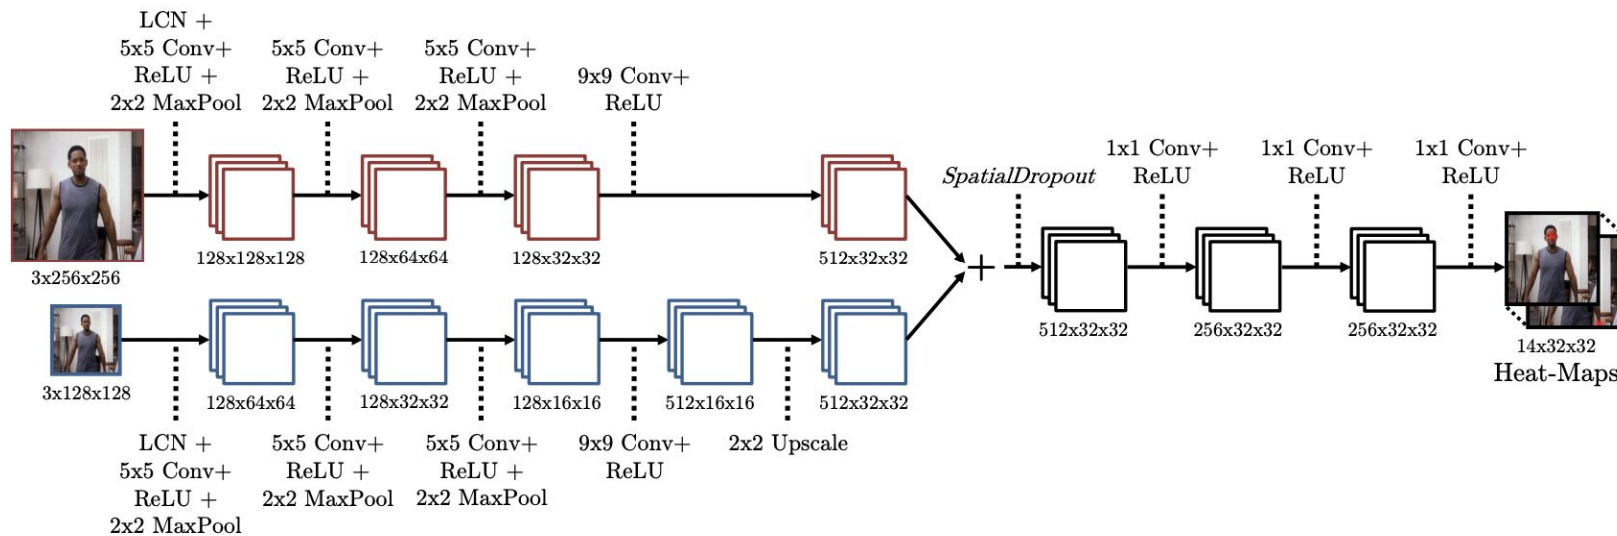 LCN +
5x5 Conv+
ReLU +
2x2 MaxPool
5x5 Conv+
ReLU +
2x2 MaxPool
5x5 Conv+
ReLU +
2x2 MaxPool
9x9 Conv+
ReLU
3x256x256
128x128x128
128x64x64
128x32x32
512x32x32
3x128x128
128x64x64
128x32x32
128x16x16
512x16x16
512x32x32
LCN +
5x5 Conv+
ReLU +
2x2 MaxPool
5x5 Conv+
ReLU +
2x2 MaxPool
5x5 Conv+
ReLU +
2x2 MaxPool
9x9 Conv+
ReLU
2x2 Upscale
+
SpatialDropout
1x1 Conv+
ReLU
1x1 Conv+
ReLU
1x1 Conv+
ReLU
512x32x32
256x32x32
256x32x32
14x32x32
Heat-Maps